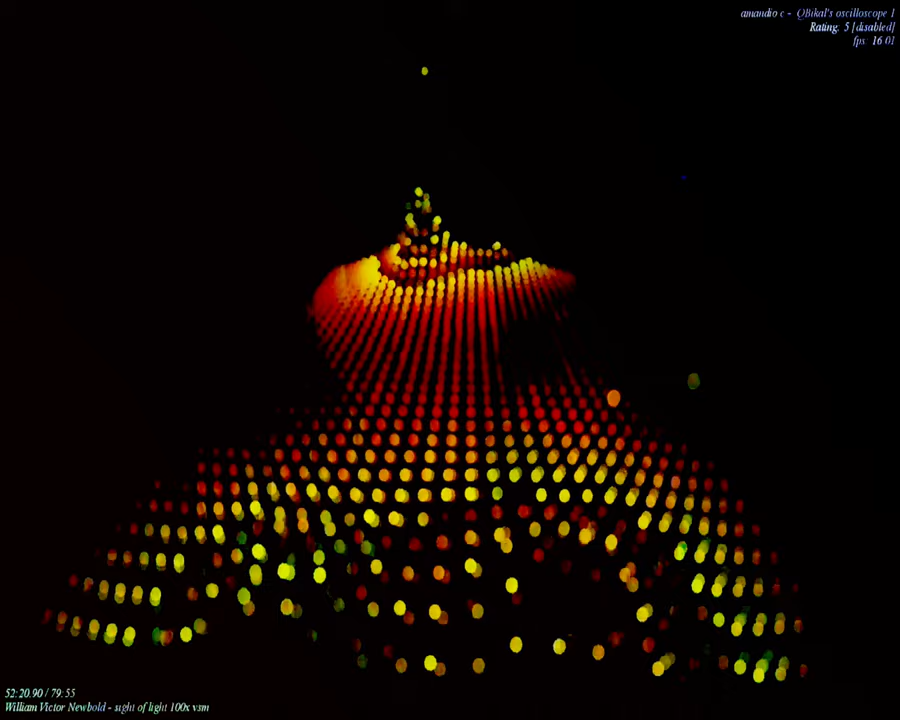 amandio c - QBikal's oscilloscope 1
Rating: 5 [disabled]
fps 16.01
52:20.90 / 79:55
William Victor Newbold - sight of light 100x vsm